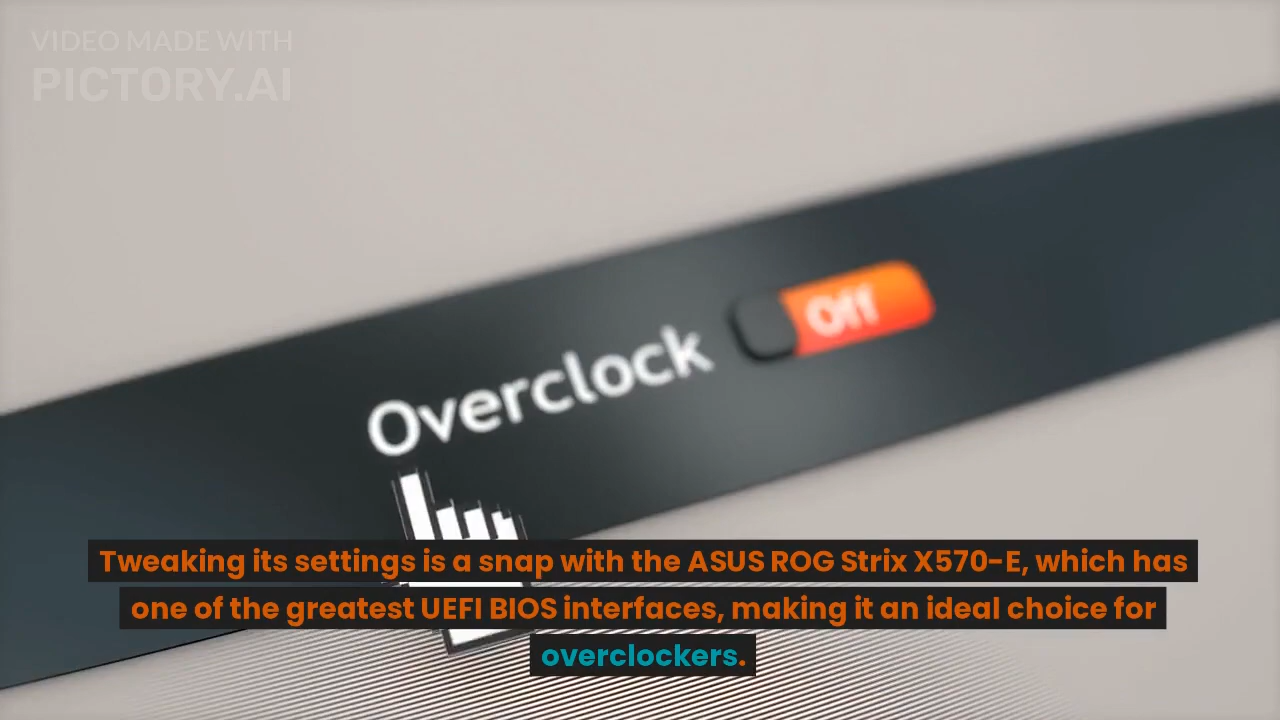 VIDEO MADE WITH
PICTORY.AI
Overclock Off
Tweaking its settings is a snap with the ASUS ROG Strix X570-E, which has
one of the greatest UEFI BIOS interfaces, making it an ideal choice for
overclockers.